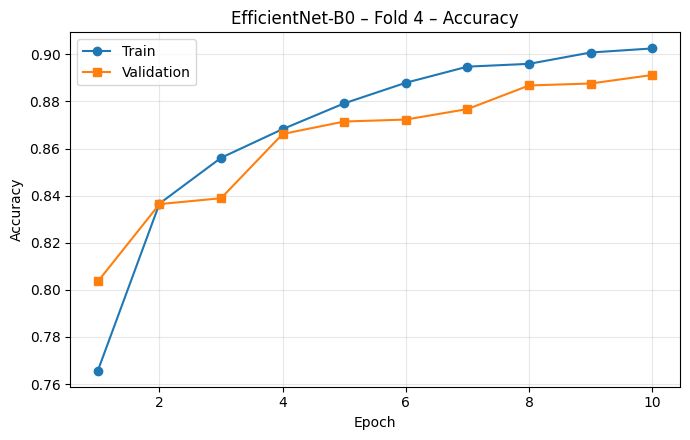 EfficientNet-B0 – Fold 4 – Accuracy
Train
Validation
Accuracy
0.90
0.88
0.86
0.84
0.82
0.80
0.78
0.76
2 4 6 8 10
Epoch